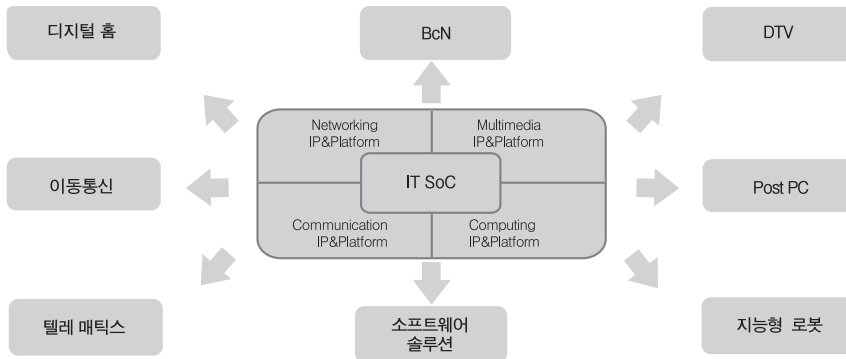 디지털 홈
BcN
DTV
Networking
IP&Platform
Multimedia
IP&Platform
이동통신
IT SoC
Post PC
Communication
IP&Platform
Computing
IP&Platform
텔레 매틱스
소프트웨어
솔루션
지능형 로봇